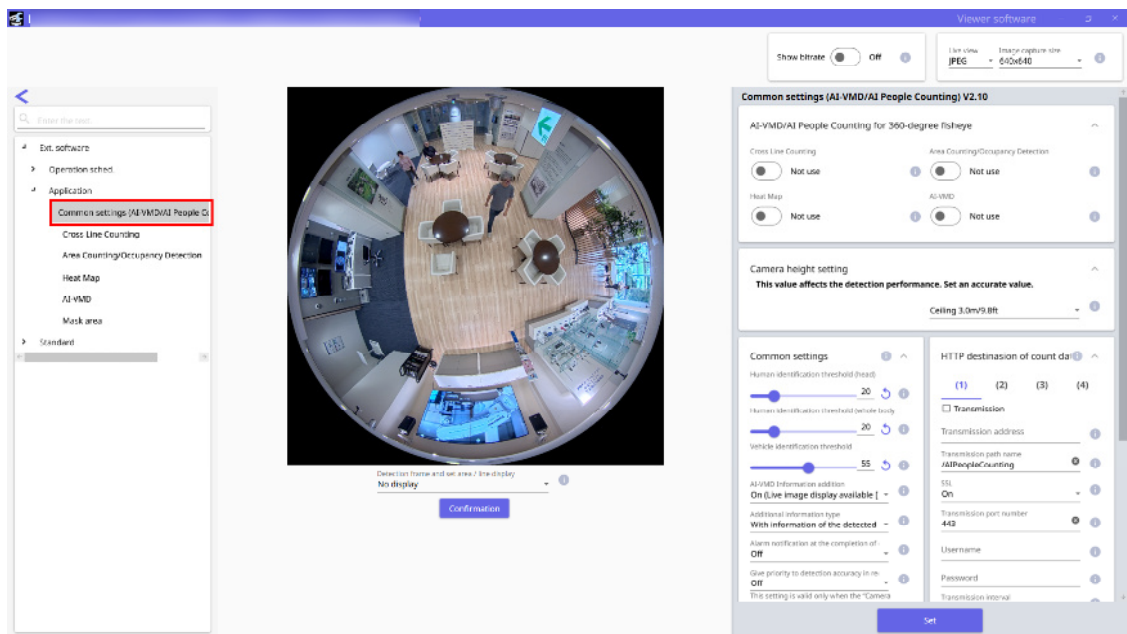 Viewer software
Show bitrate
Off
Live view
JPEG
Image capture size
640x640
Enter the text
Ext. software
Operation sched.
Application
Common settings (AI-VMD/AI People Co
Cross Line Counting
Area Counting/Occupancy Detection
Heat Map
AI-VMD
Mask area
Standard
Detection frame and set area / line display
No display
Confirmation
Common settings (AI-VMD/AI People Counting) V2.10
AI-VMD/AI People Counting for 360-degree fisheye
Cross Line Counting
Not use
Area Counting/Occupancy Detection
Not use
Heat Map
Not use
AI-VMD
Not use
Camera height setting
This value affects the detection performance. Set an accurate value.
Ceiling 3.0m/9.8ft
Common settings
Human identification threshold (head)
20
Human identification threshold (whole body
20
Vehicle identification threshold
55
AI-VMD Information addition
On (Live image display available [
Additional information type
With information of the detected
Alarm notification at the completion of
Off
Give priority to detection accuracy in re-
Off
This setting is valid only when the "Camera
HTTP destinasion of count da
(1) (2) (3) (4)
Transmission
Transmission address
Transmission path name
/AIPeopleCounting
SSL
On
Transmission port number
443
Username
Password
Transmission interval
Set